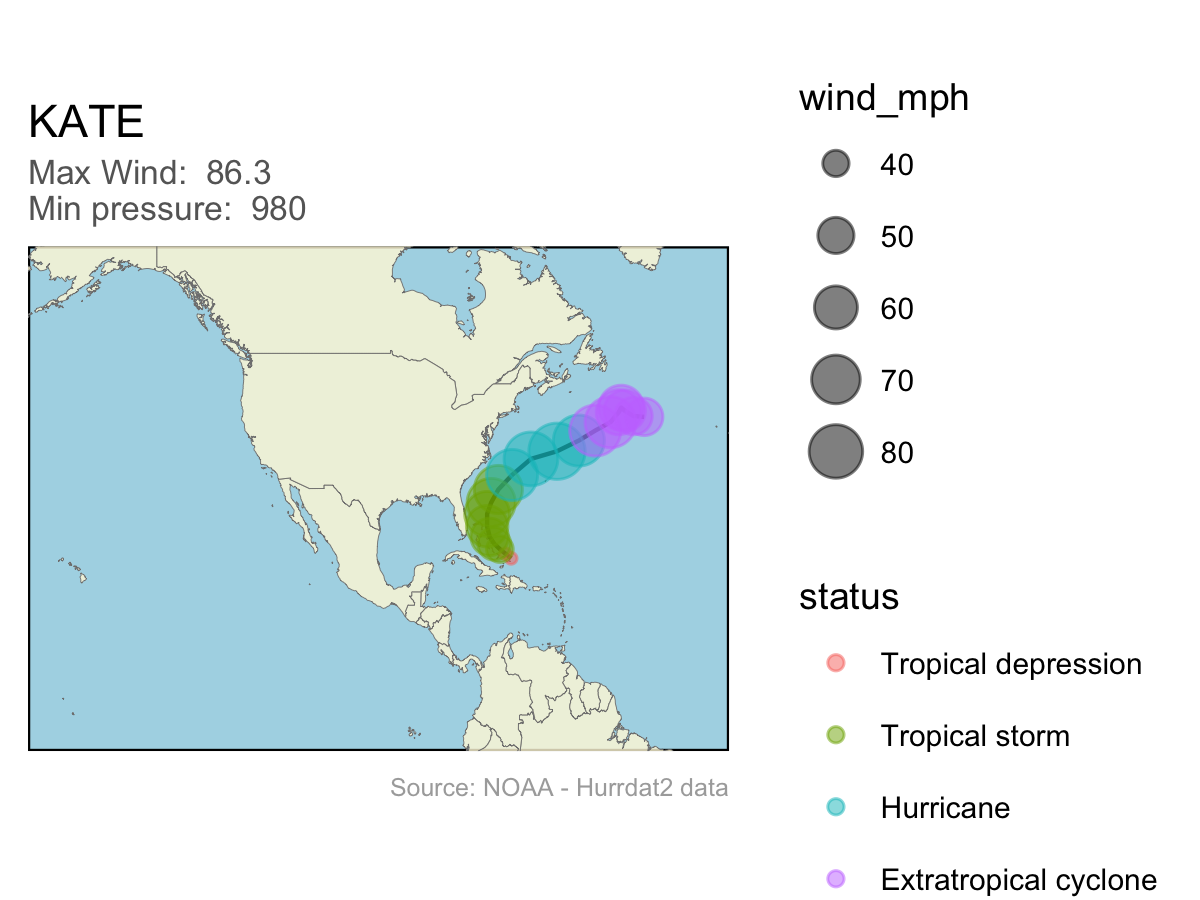 KATE
Max Wind:  86.3
Min pressure:  980
Source: NOAA - Hurrdat2 data
wind_mph
40
50
60
70
80
status
Tropical depression
Tropical storm
Hurricane
Extratropical cyclone